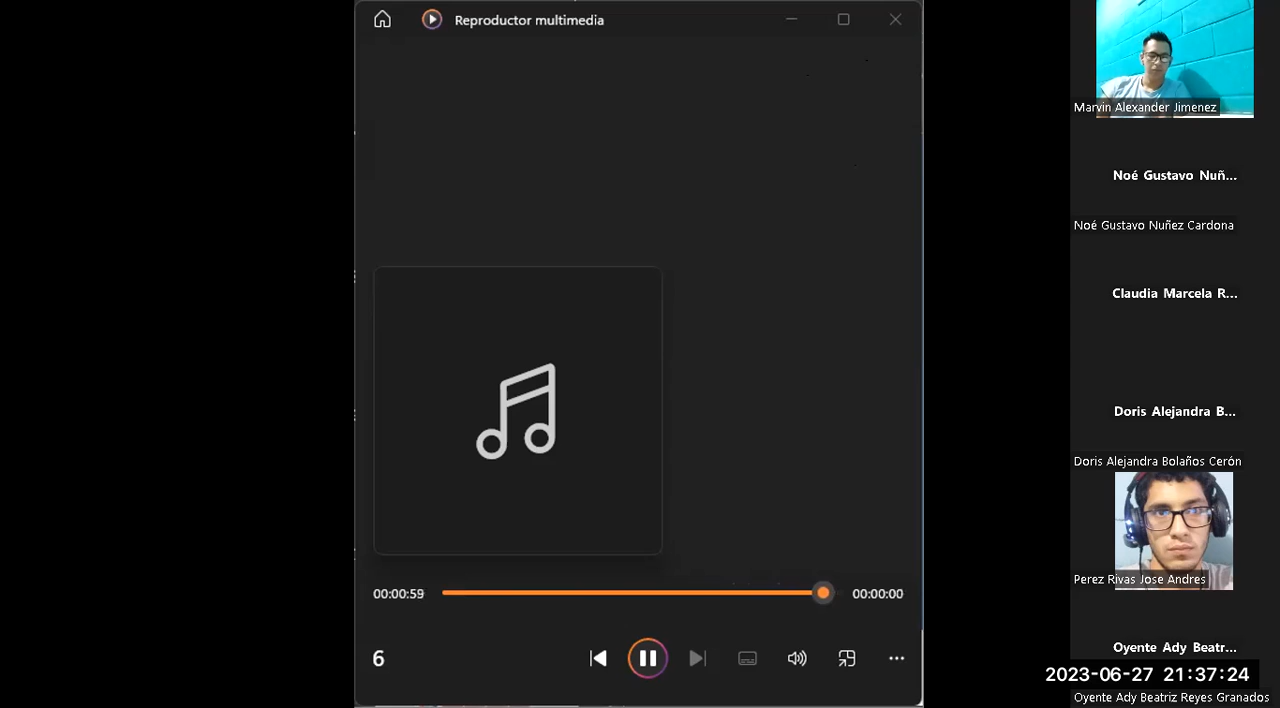 Reproductor multimedia
00:00:59
00:00:00
6
Marvin Alexander Jimenez
Noé Gustavo Nuñ...
Noé Gustavo Nuñez Cardona
Claudia Marcela R...
Doris Alejandra B...
Doris Alejandra Bolaños Cerón
Perez Rivas Jose Andres
Oyente Ady Beatr...
2023-06-27 21:37:24
Oyente Ady Beatriz Reyes Granados